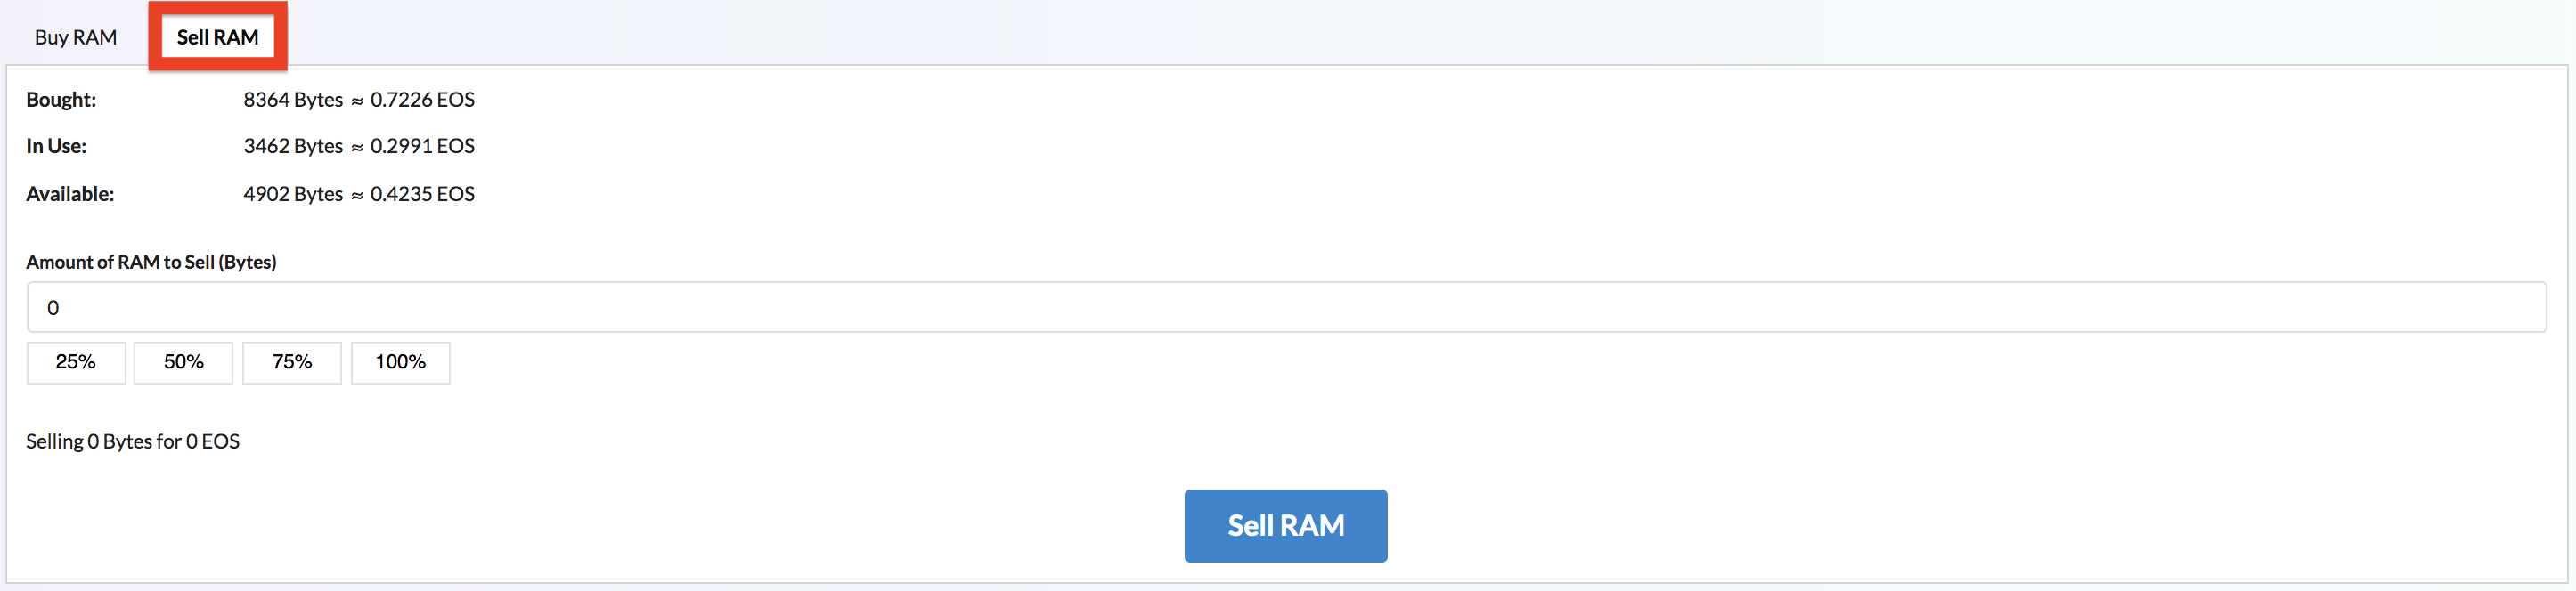 Buy RAM Sell RAM
Bought: 8364 Bytes ≈ 0.7226 EOS
In Use: 3462 Bytes ≈ 0.2991 EOS
Available: 4902 Bytes ≈ 0.4235 EOS
Amount of RAM to Sell (Bytes)
0
25% 50% 75% 100%
Selling 0 Bytes for 0 EOS
Sell RAM